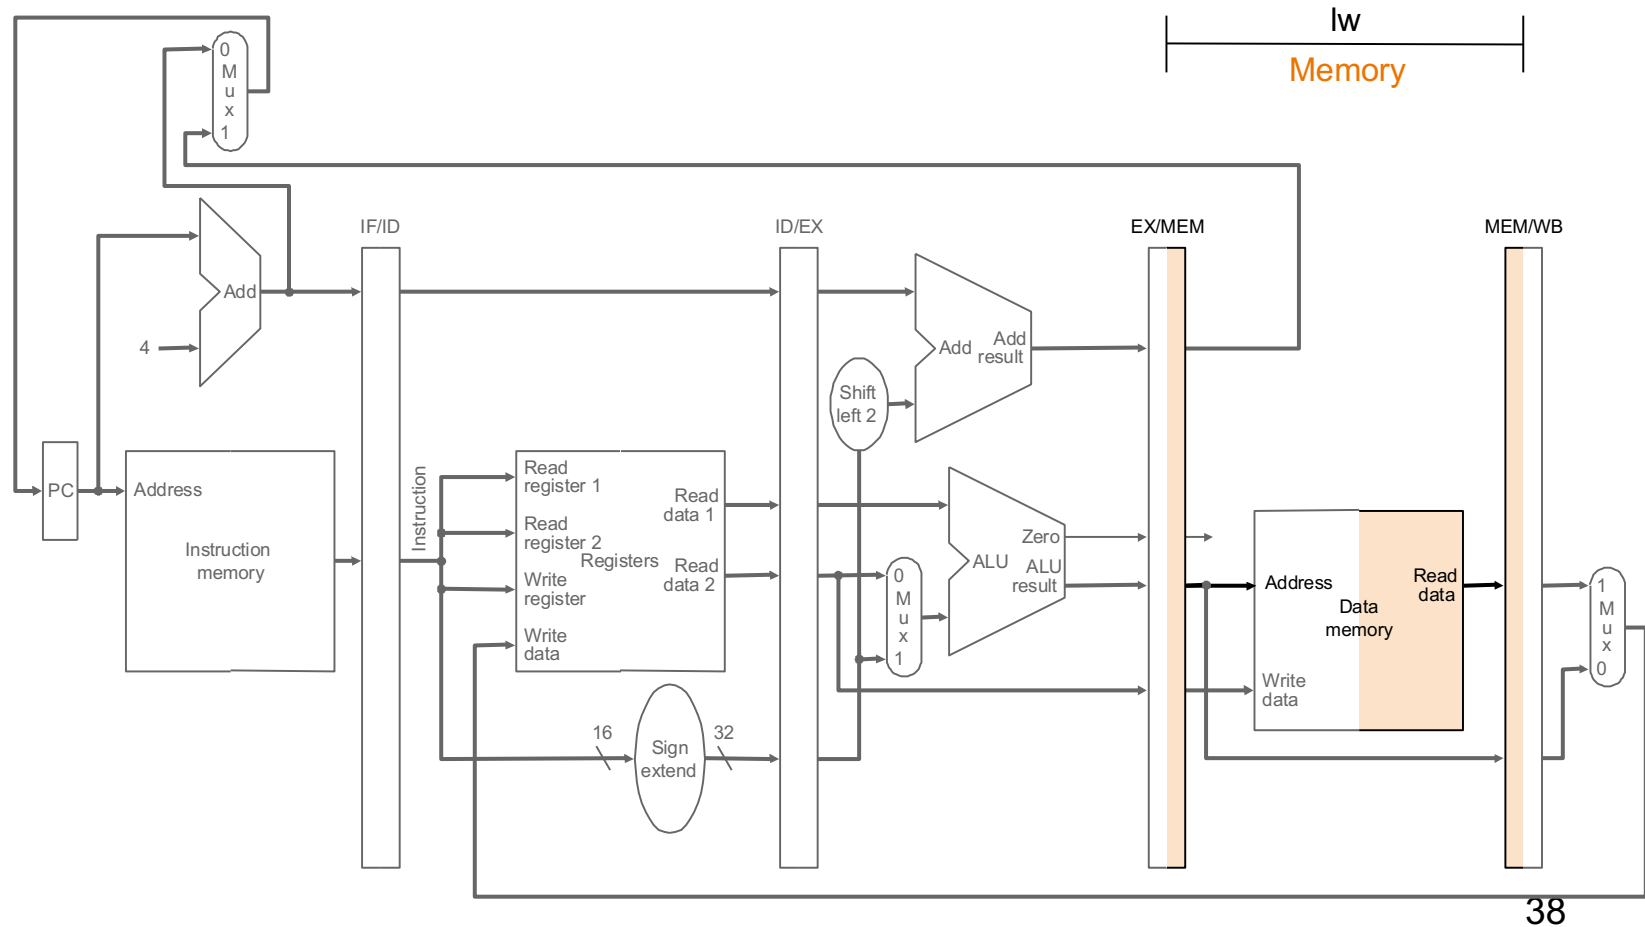 lw
Memory
0
M
u
x
1
IF/ID
ID/EX
EX/MEM
MEM/WB
Add
4
Add
Add
result
Shift
left 2
PC
Address
Instruction
memory
Instruction
Read
register 1
Read
register 2
Write
register
Write
data
Registers
Read
data 1
Read
data 2
16
Sign
extend
32
0
M
u
x
1
Zero
ALU
ALU
result
Address
Data
memory
Read
data
Write
data
1
M
u
x
0
38